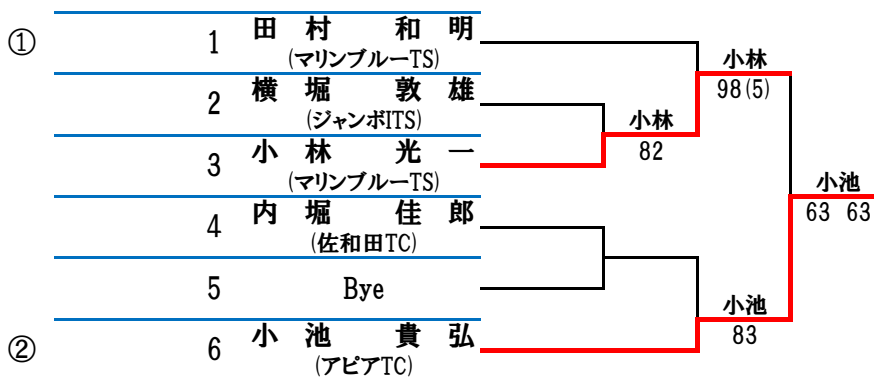 ① 1 田村 和明
(マリンブルーTS)
2 横堀 敦雄
(ジャンボITS)
3 小林 光一
(マリンブルーTS)
4 内堀 佳郎
(佐和田TC)
5 Bye
② 6 小池 貴弘
(アピアTC)
小林
82
小林
98(5)
小池
83
小池
63 63